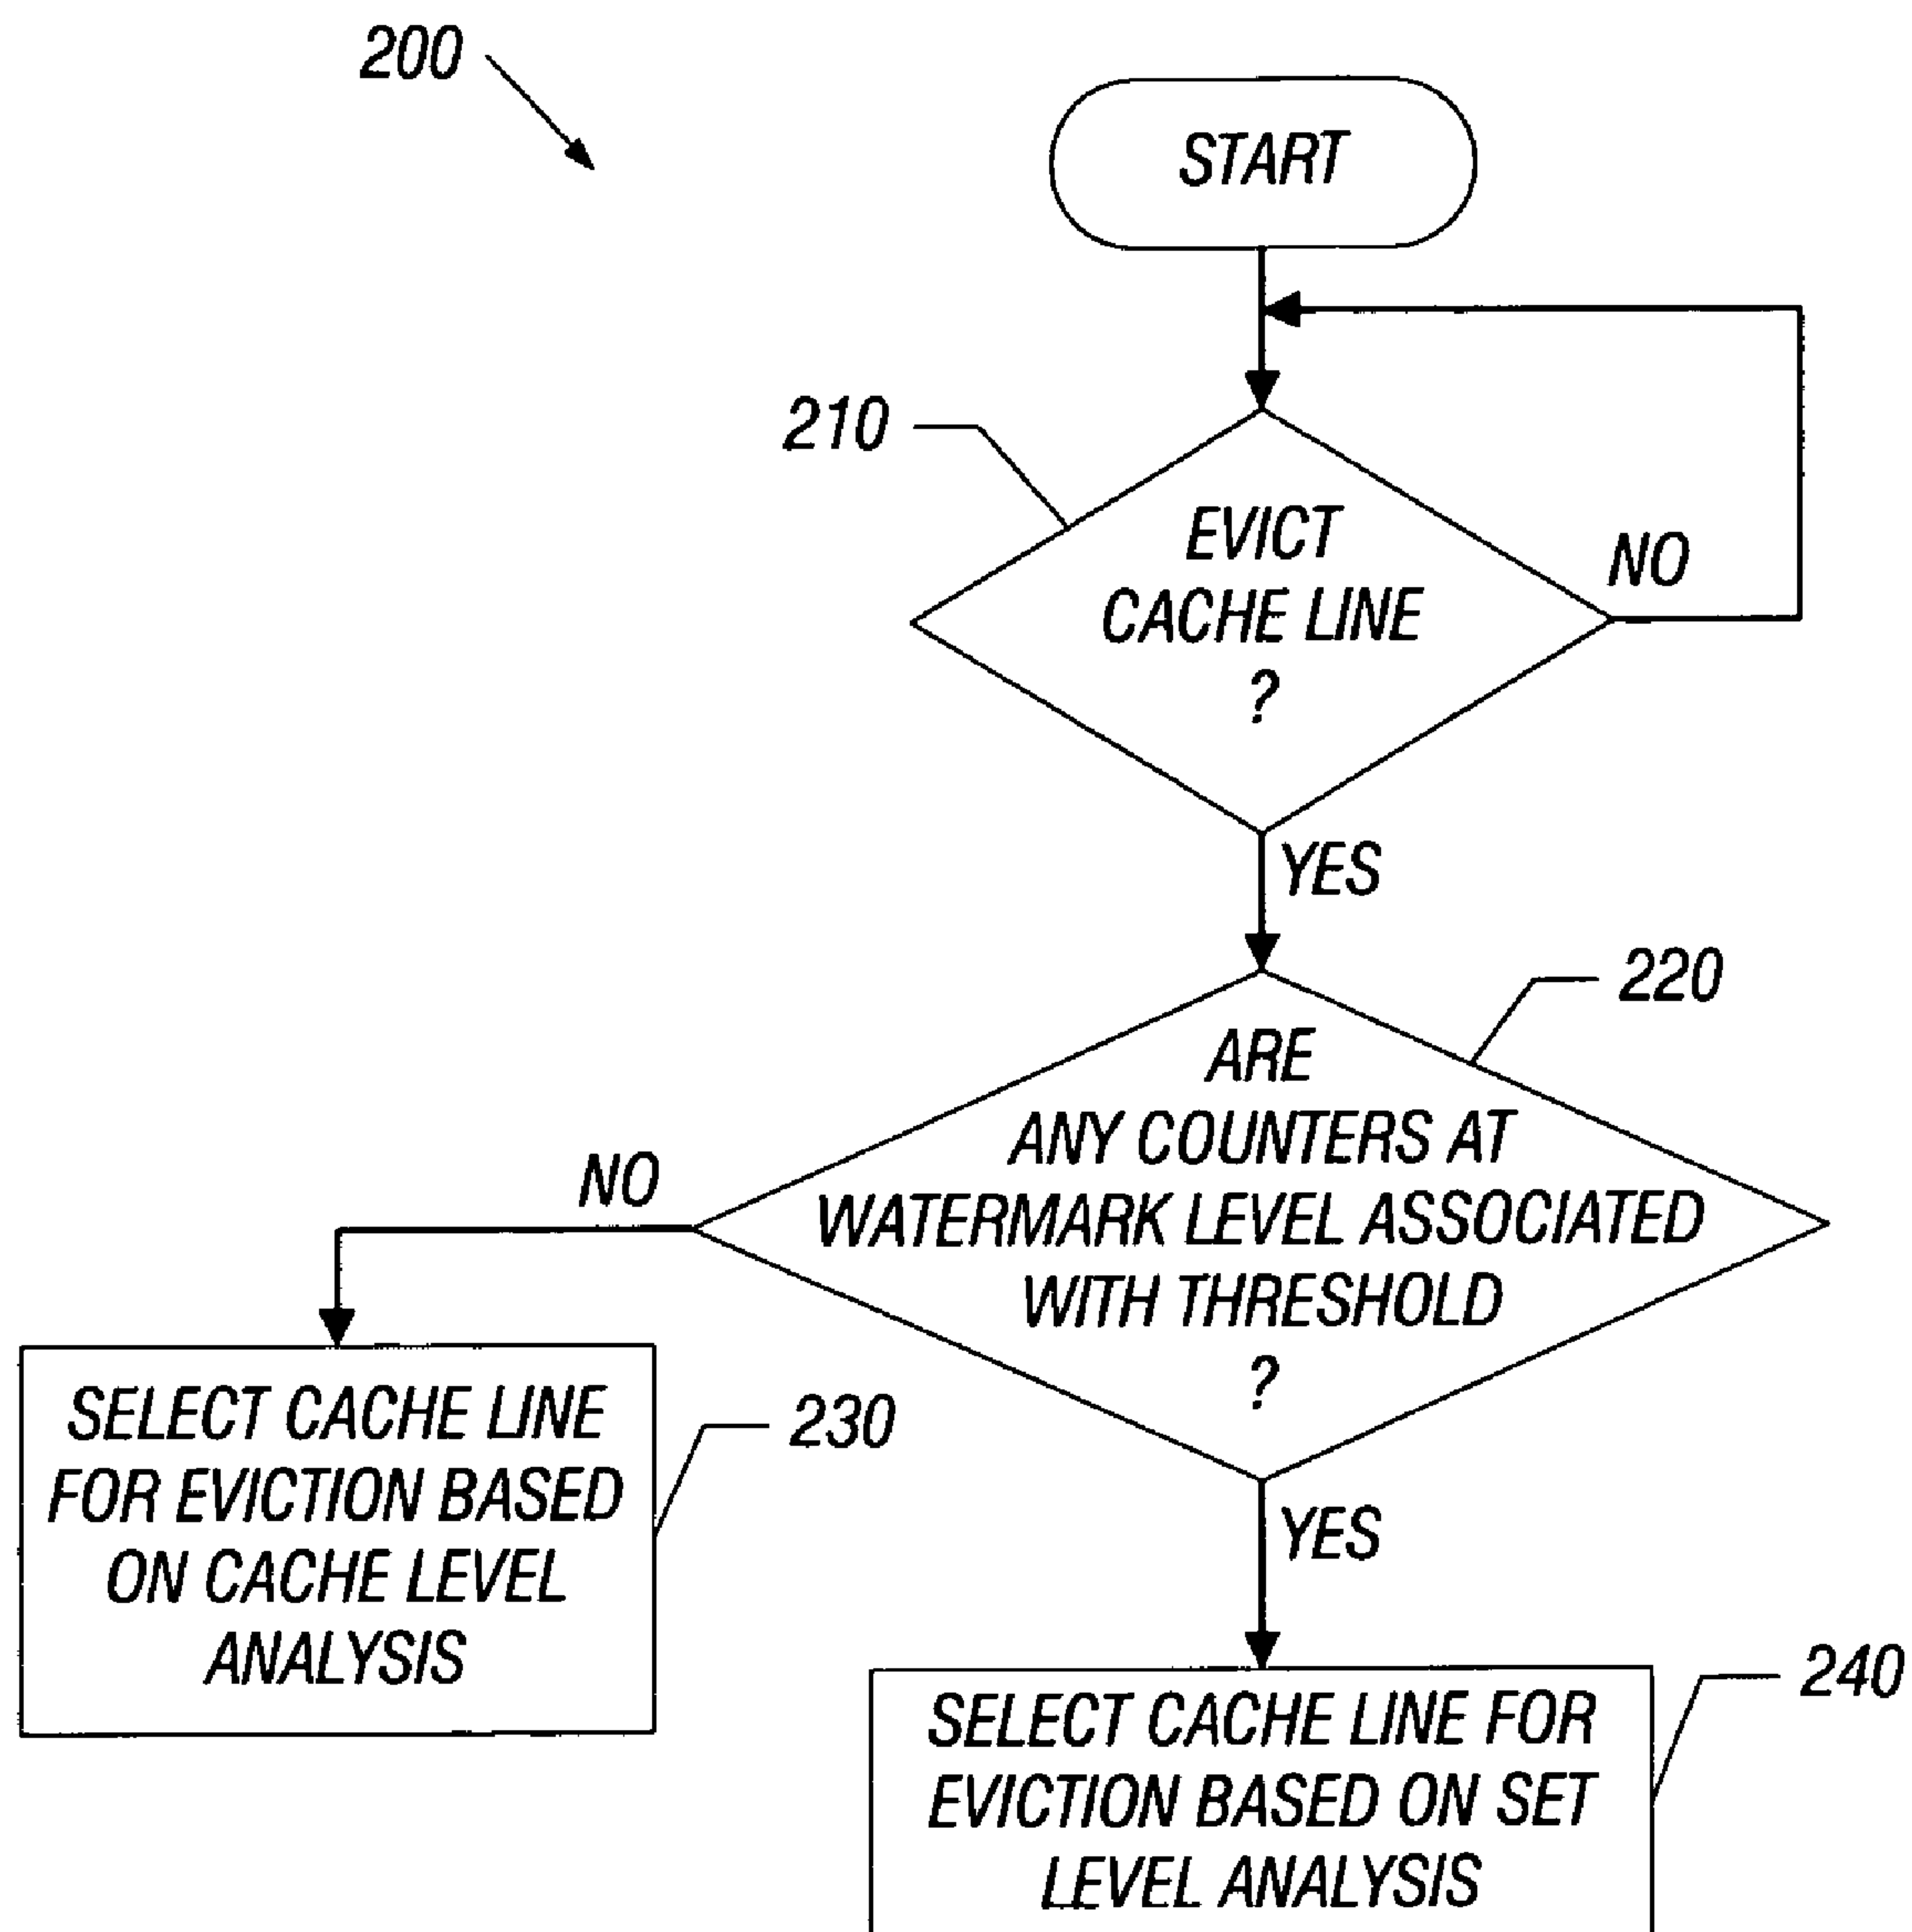 200
START
210
EVICT
CACHE LINE
?
NO
YES
220
ARE
ANY COUNTERS AT
WATERMARK LEVEL ASSOCIATED
WITH THRESHOLD
?
NO
YES
SELECT CACHE LINE
FOR EVICTION BASED
ON CACHE LEVEL
ANALYSIS
230
SELECT CACHE LINE FOR
EVICTION BASED ON SET
LEVEL ANALYSIS
240